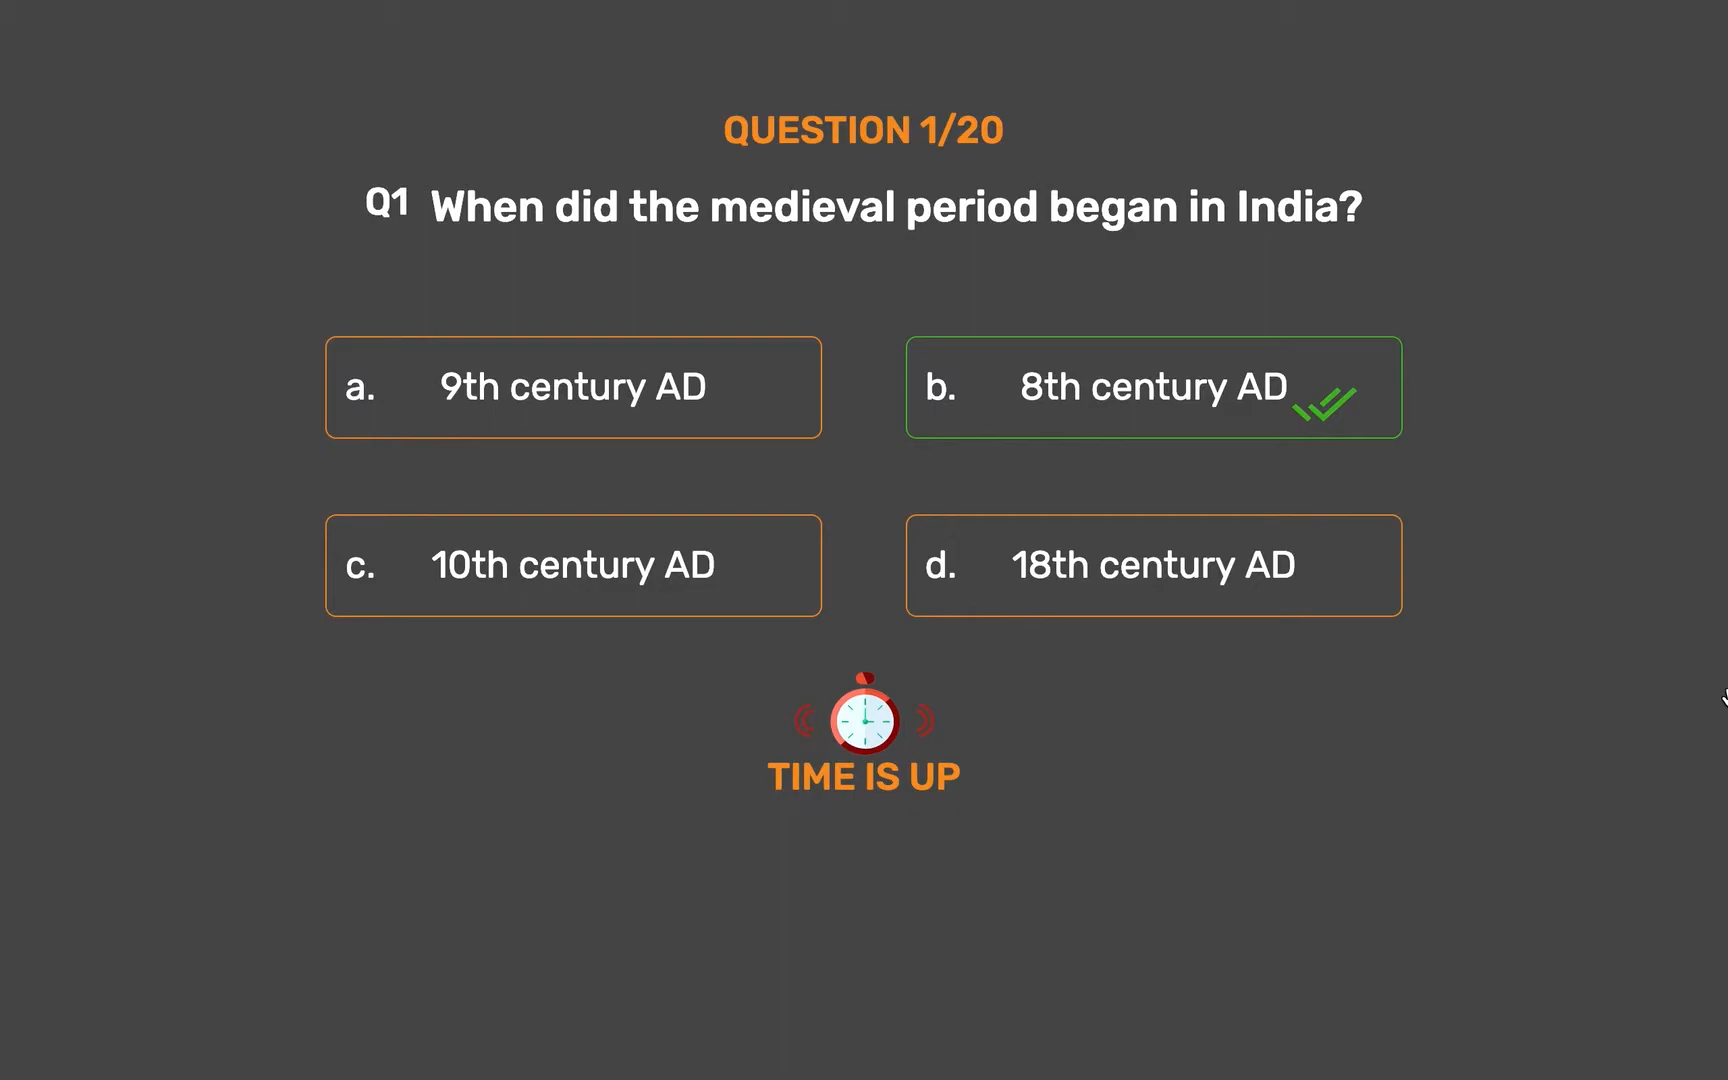 QUESTION 1/20
Q1 When did the medieval period began in India?
a. 9th century AD
b. 8th century AD
c. 10th century AD
d. 18th century AD
TIME IS UP